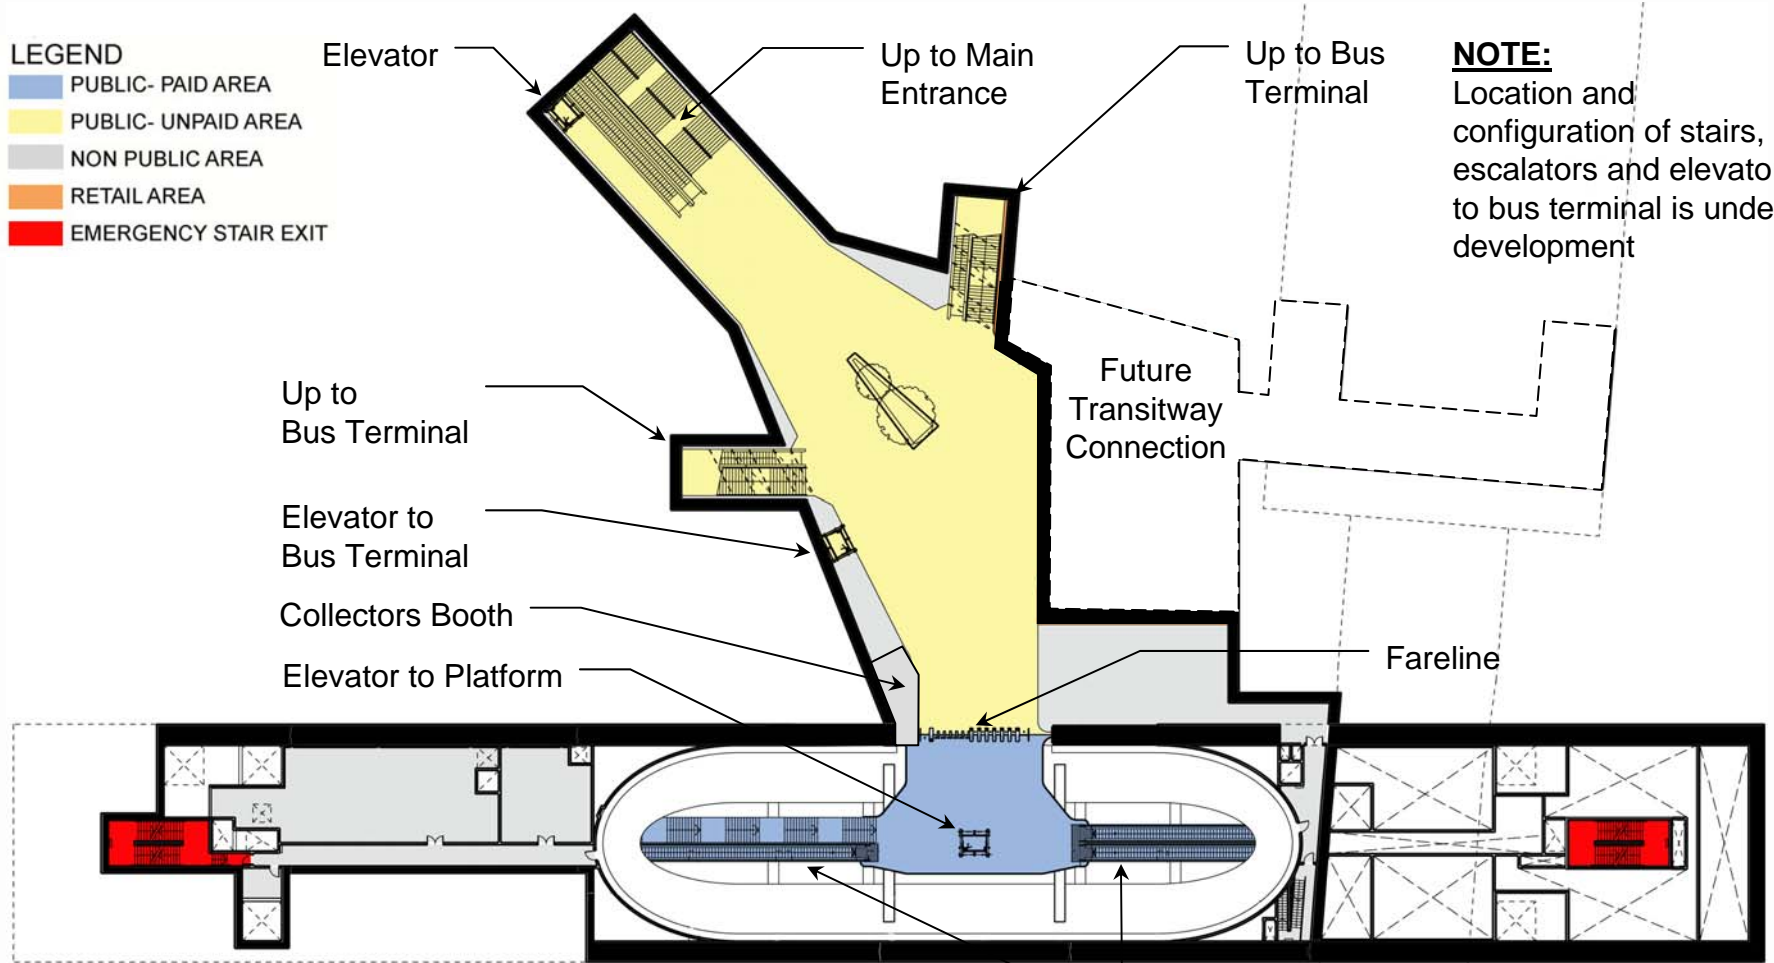 LEGEND
PUBLIC- PAID AREA
PUBLIC- UNPAID AREA
NON PUBLIC AREA
RETAIL AREA
EMERGENCY STAIR EXIT
Elevator
Up to Main
Entrance
Up to Bus
Terminal
NOTE:
Location and
configuration of stairs,
escalators and elevato
to bus terminal is unde
development
Up to
Bus Terminal
Future
Transitway
Connection
Elevator to
Bus Terminal
Collectors Booth
Elevator to Platform
Fareline